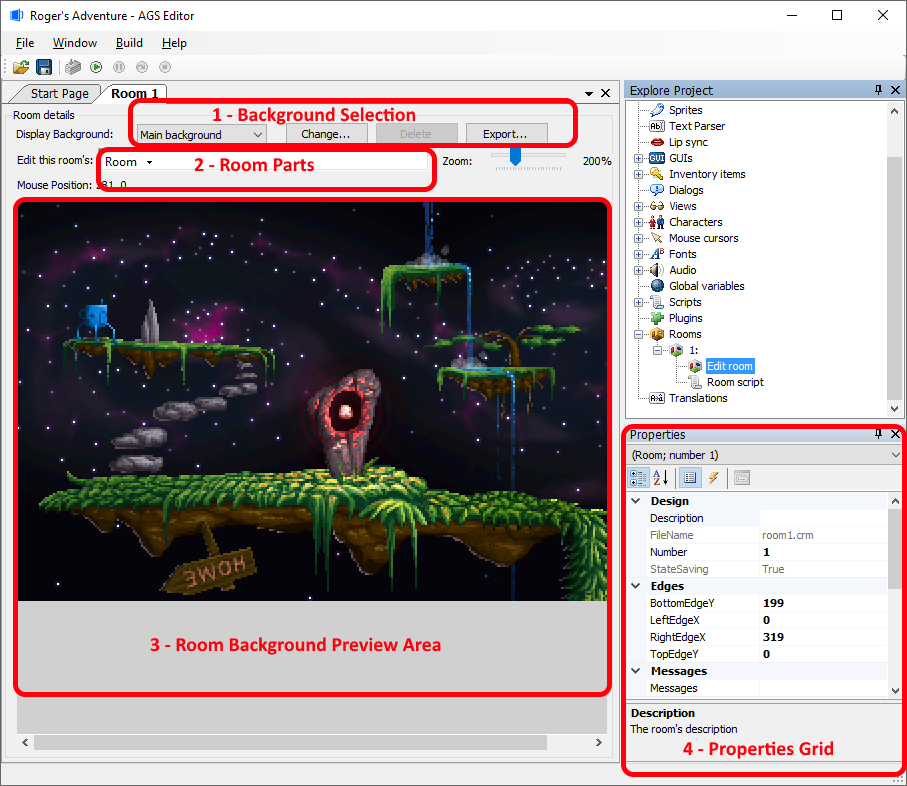 Roger's Adventure - AGS Editor
File Window Build Help
Start Page Room 1
Room details
1 - Background Selection
Display Background: Main background Change... Delete Export...
Edit this room's: Room 2 - Room Parts Zoom: 200%
Mouse Position: 281, 0
HOME
3 - Room Background Preview Area
Explore Project
Sprites
Text Parser
Lip sync
GUIs
Inventory items
Dialogs
Views
Characters
Mouse cursors
Fonts
Audio
Global variables
Scripts
Plugins
Rooms
1:
Edit room
Room script
Translations
Properties
(Room; number 1)
Design
Description
FileName room1.crm
Number 1
StateSaving True
Edges
BottomEdgeY 199
LeftEdgeX 0
RightEdgeX 319
TopEdgeY 0
Messages
Messages
Description
The room's description
4 - Properties Grid